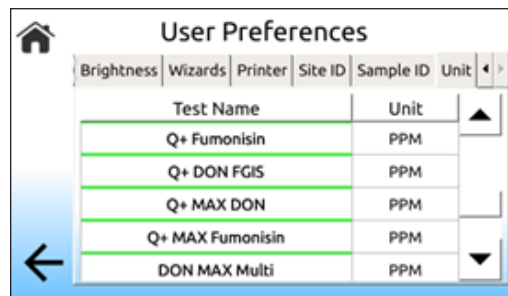 User Preferences
Brightness Wizards Printer Site ID Sample ID Unit
Test Name Unit
Q+ Fumonisin PPM
Q+ DON FGIS PPM
Q+ MAX DON PPM
Q+ MAX Fumonisin PPM
DON MAX Multi PPM